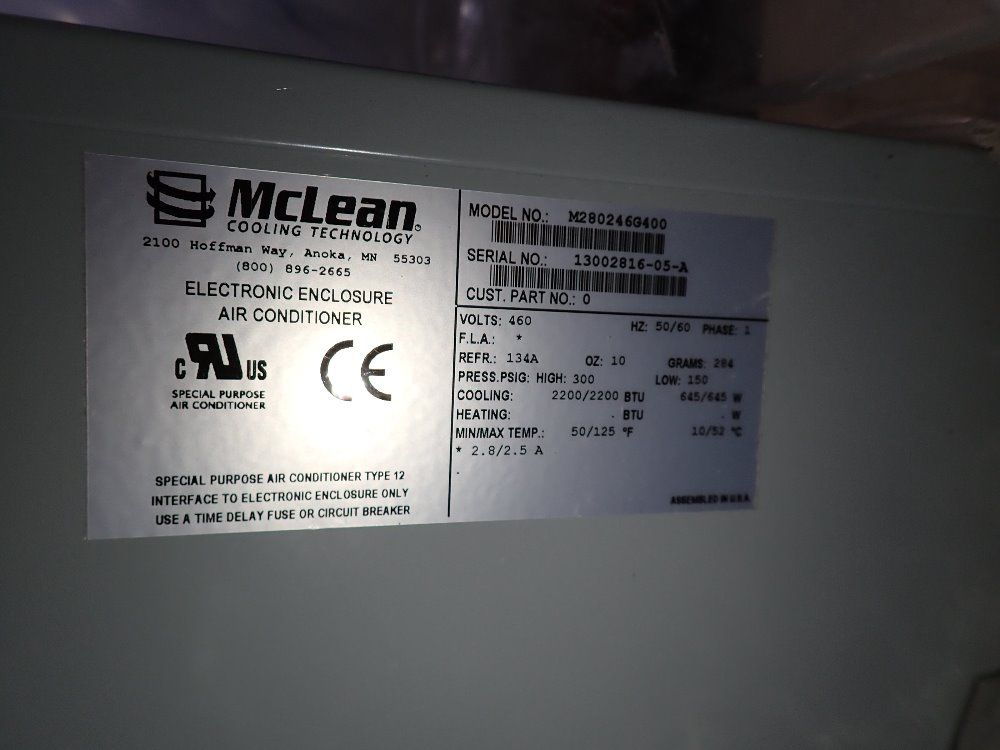 McLean
COOLING TECHNOLOGY
2100 Hoffman Way, Anoka, MN 55303
(800) 896-2665
ELECTRONIC ENCLOSURE
AIR CONDITIONER
c RU US
SPECIAL PURPOSE
AIR CONDITIONER
CE
SPECIAL PURPOSE AIR CONDITIONER TYPE 12
INTERFACE TO ELECTRONIC ENCLOSURE ONLY
USE A TIME DELAY FUSE OR CIRCUIT BREAKER
MODEL NO.: M280246G400
SERIAL NO.: 13002816-05-A
CUST. PART NO.: 0
VOLTS: 460 HZ: 50/60 PHASE: 1
F.L.A.: *
REFR.: 134A OZ: 10 GRAMS: 284
PRESS.PSIG: HIGH: 300 LOW: 150
COOLING: 2200/2200 BTU 645/645 W
HEATING: . BTU . W
MIN/MAX TEMP.: 50/125 °F 10/52 °C
* 2.8/2.5 A
.
ASSEMBLED IN U.S.A.